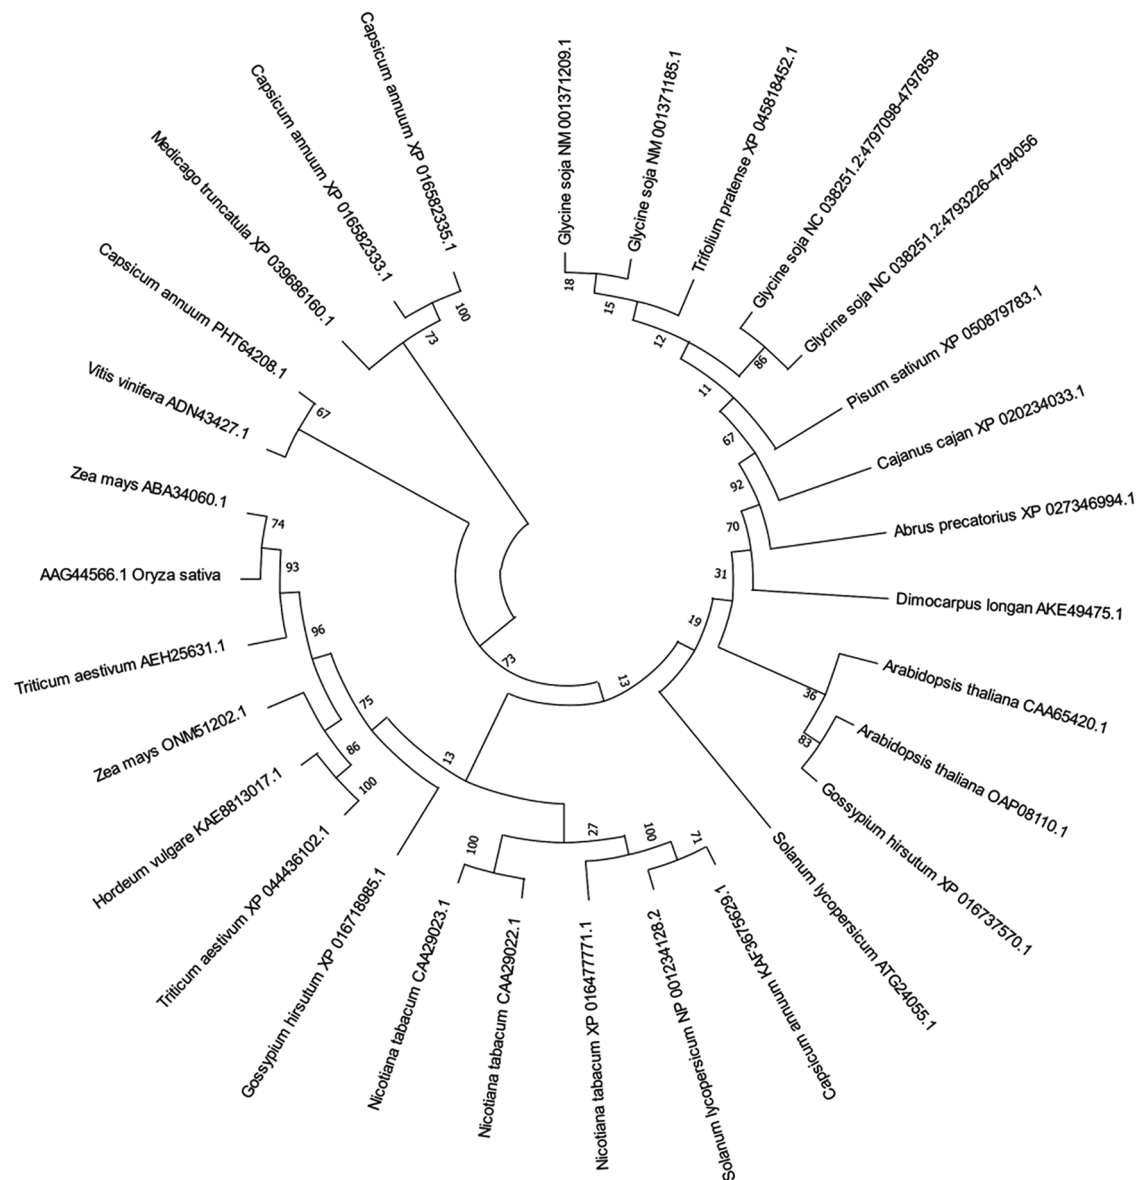 Capsicum annuum XP 016582335.1
Glycine soja NM 001371209.1
Glycine soja NM 001371185.1
Trifolium pratense XP 045818452.1
Glycine soja NC 038251.2:4797098-4797858
Glycine soja NC 038251.2:4793226-4794056
Pisum sativum XP 050879783.1
Cajanus cajan XP 020234033.1
Abrus precatorius XP 027346994.1
Dimocarpus longan AKE49475.1
Arabidopsis thaliana CAA65420.1
Arabidopsis thaliana OAP08110.1
Gossypium hirsutum XP 016737570.1
Solanum lycopersicum ATG24055.1
Capsicum annuum KAF3675629.1
Solanum lycopersicum NP 001234128.2
Nicotiana tabacum XP 016477771.1
Nicotiana tabacum CAA29022.1
Nicotiana tabacum CAA29023.1
Gossypium hirsutum XP 016718985.1
Triticum aestivum XP 044436102.1
Hordeum vulgare KAE8813017.1
Zea mays ONM51202.1
Triticum aestivum AEH25631.1
AAG44566.1 Oryza sativa
Zea mays ABA34060.1
Vitis vinifera ADN43427.1
Capsicum annuum PHT64208.1
Medicago truncatula XP 039686160.1
Capsicum annuum XP 016582333.1
18
15
12
86
11
67
92
70
31
19
36
83
13
73
71
100
27
100
13
75
100
86
96
93
74
67
73
100